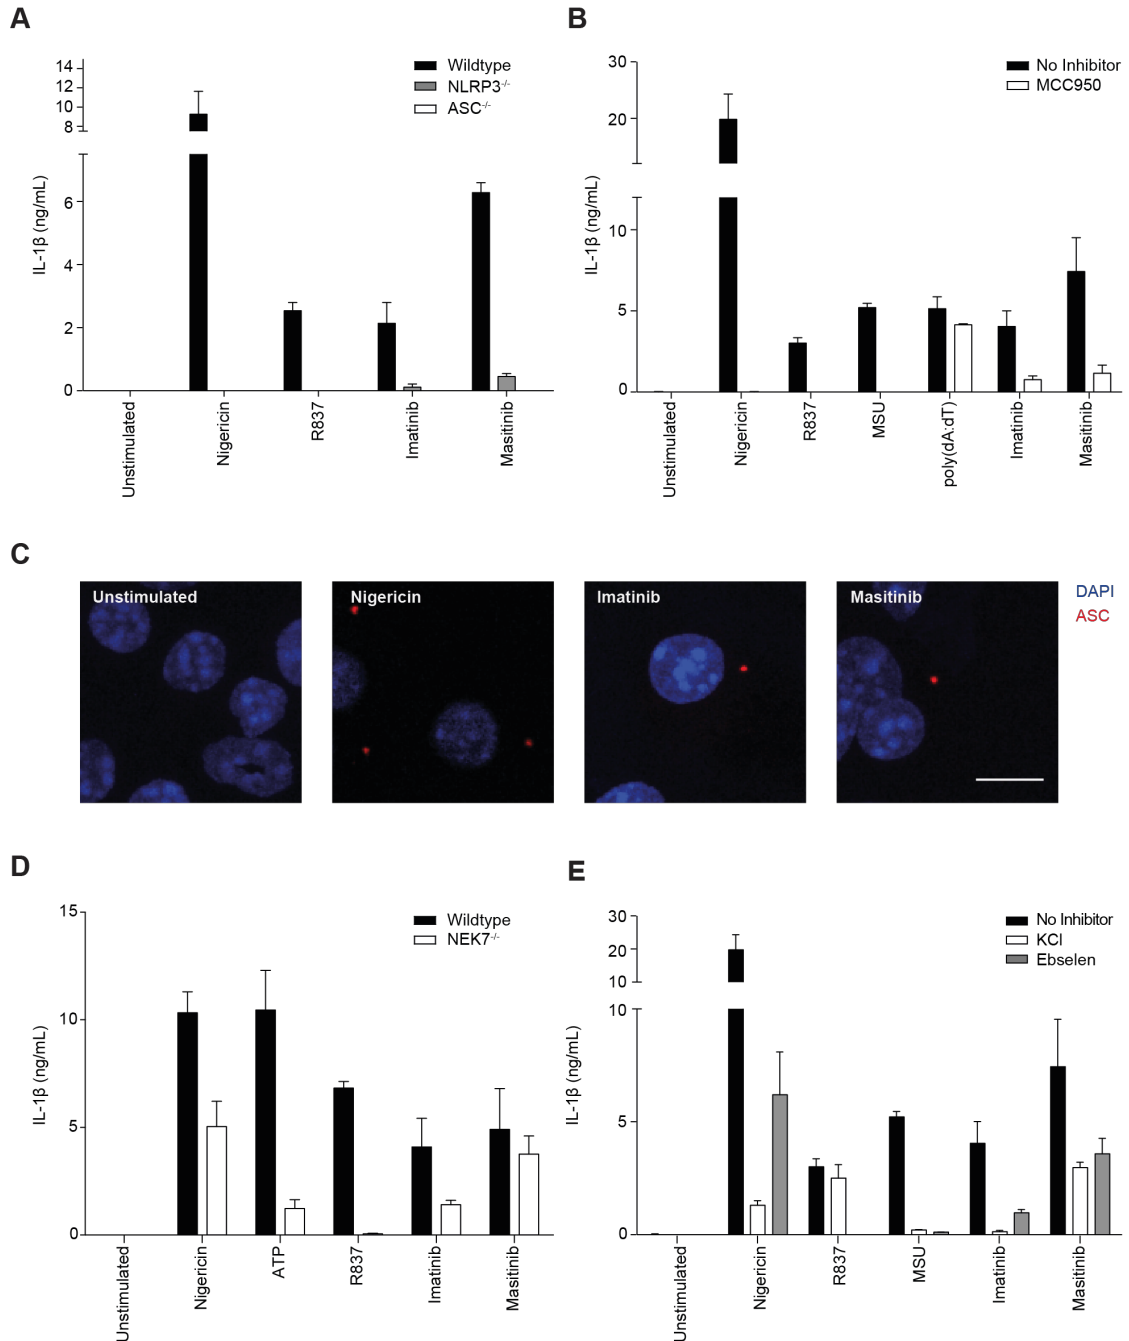 A
14
12
10
8
6
4
2
0
IL-1β (ng/mL)
Wildtype
NLRP3-/-
ASC-/-
Unstimulated
Nigericin
R837
Imatinib
Masitinib
B
30
20
10
5
0
IL-1β (ng/mL)
No Inhibitor
MCC950
Unstimulated
Nigericin
R837
MSU
poly(dA:dT)
Imatinib
Masitinib
C
Unstimulated
Nigericin
Imatinib
Masitinib
DAPI
ASC
D
15
10
5
0
IL-1β (ng/mL)
Wildtype
NEK7-/-
Unstimulated
Nigericin
ATP
R837
Imatinib
Masitinib
E
30
20
10
10
5
0
IL-1β (ng/mL)
No Inhibitor
KCl
Ebselen
Unstimulated
Nigericin
R837
MSU
Imatinib
Masitinib